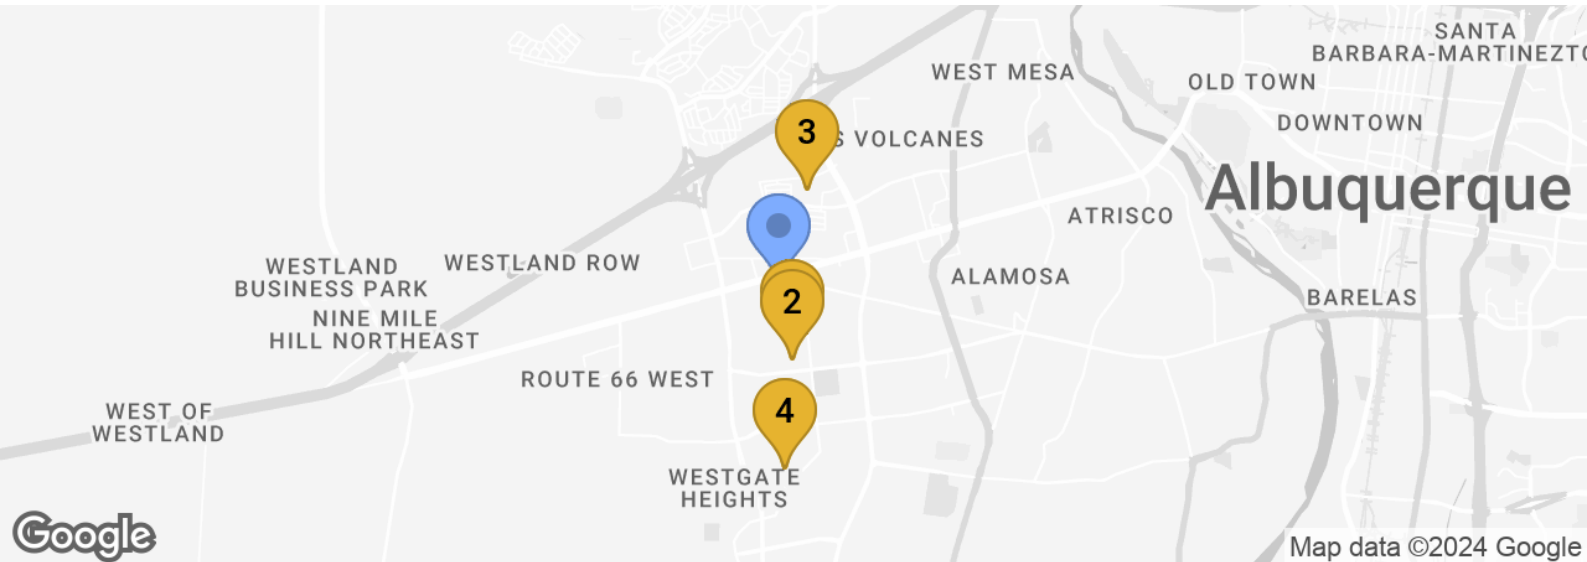 SANTA
BARBARA-MARTINEZTO
WEST MESA
OLD TOWN
DOWNTOWN
3
S VOLCANES
Albuquerque
ATRISCO
WESTLAND
BUSINESS PARK
WESTLAND ROW
ALAMOSA
BARELAS
2
NINE MILE
HILL NORTHEAST
ROUTE 66 WEST
4
WEST OF
WESTLAND
WESTGATE
HEIGHTS
Google
Map data ©2024 Google